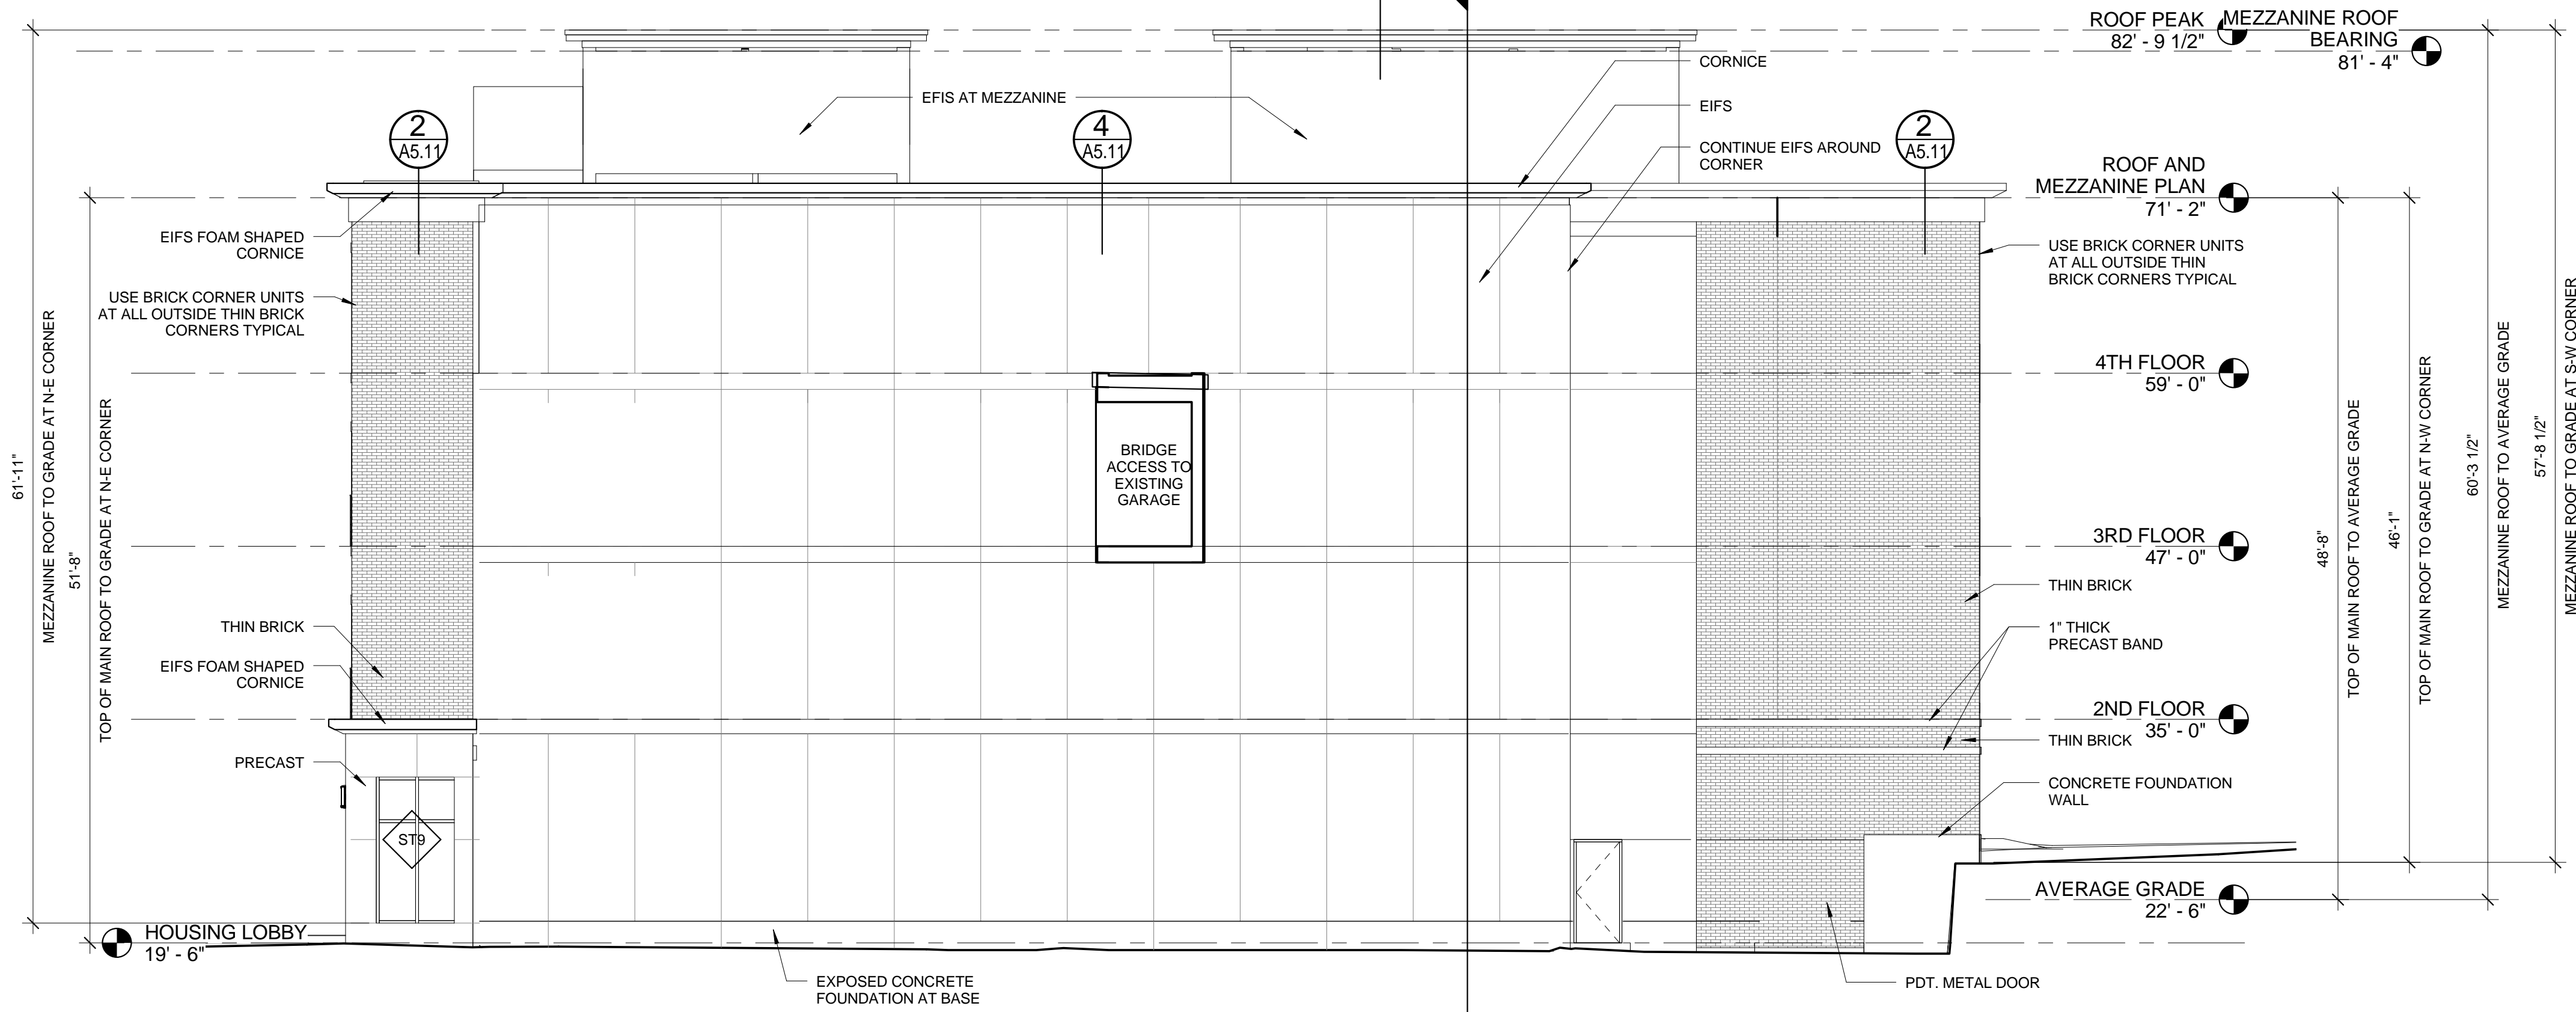 ROOF PEAK
82' - 9 1/2"
MEZZANINE ROOF
BEARING
81' - 4"
CORNICE
EFIS AT MEZZANINE
EIFS
2
A5.11
4
A5.11
2
A5.11
CONTINUE EIFS AROUND
CORNER
ROOF AND
MEZZANINE PLAN
71' - 2"
EIFS FOAM SHAPED
CORNICE
USE BRICK CORNER UNITS
AT ALL OUTSIDE THIN
BRICK CORNERS TYPICAL
USE BRICK CORNER UNITS
AT ALL OUTSIDE THIN BRICK
CORNERS TYPICAL
4TH FLOOR
59' - 0"
BRIDGE
ACCESS TO
EXISTING
GARAGE
3RD FLOOR
47' - 0"
THIN BRICK
THIN BRICK
1" THICK
PRECAST BAND
EIFS FOAM SHAPED
CORNICE
2ND FLOOR
35' - 0"
THIN BRICK
PRECAST
CONCRETE FOUNDATION
WALL
ST9
AVERAGE GRADE
22' - 6"
HOUSING LOBBY
19' - 6"
EXPOSED CONCRETE
FOUNDATION AT BASE
PDT. METAL DOOR
61'-11"
MEZZANINE ROOF TO GRADE AT N-E CORNER
51'-8"
TOP OF MAIN ROOF TO GRADE AT N-E CORNER
48'-8"
TOP OF MAIN ROOF TO AVERAGE GRADE
46'-1"
TOP OF MAIN ROOF TO GRADE AT N-W CORNER
60'-3 1/2"
MEZZANINE ROOF TO AVERAGE GRADE
57'-8 1/2"
MEZZANINE ROOF TO GRADE AT S-W CORNER